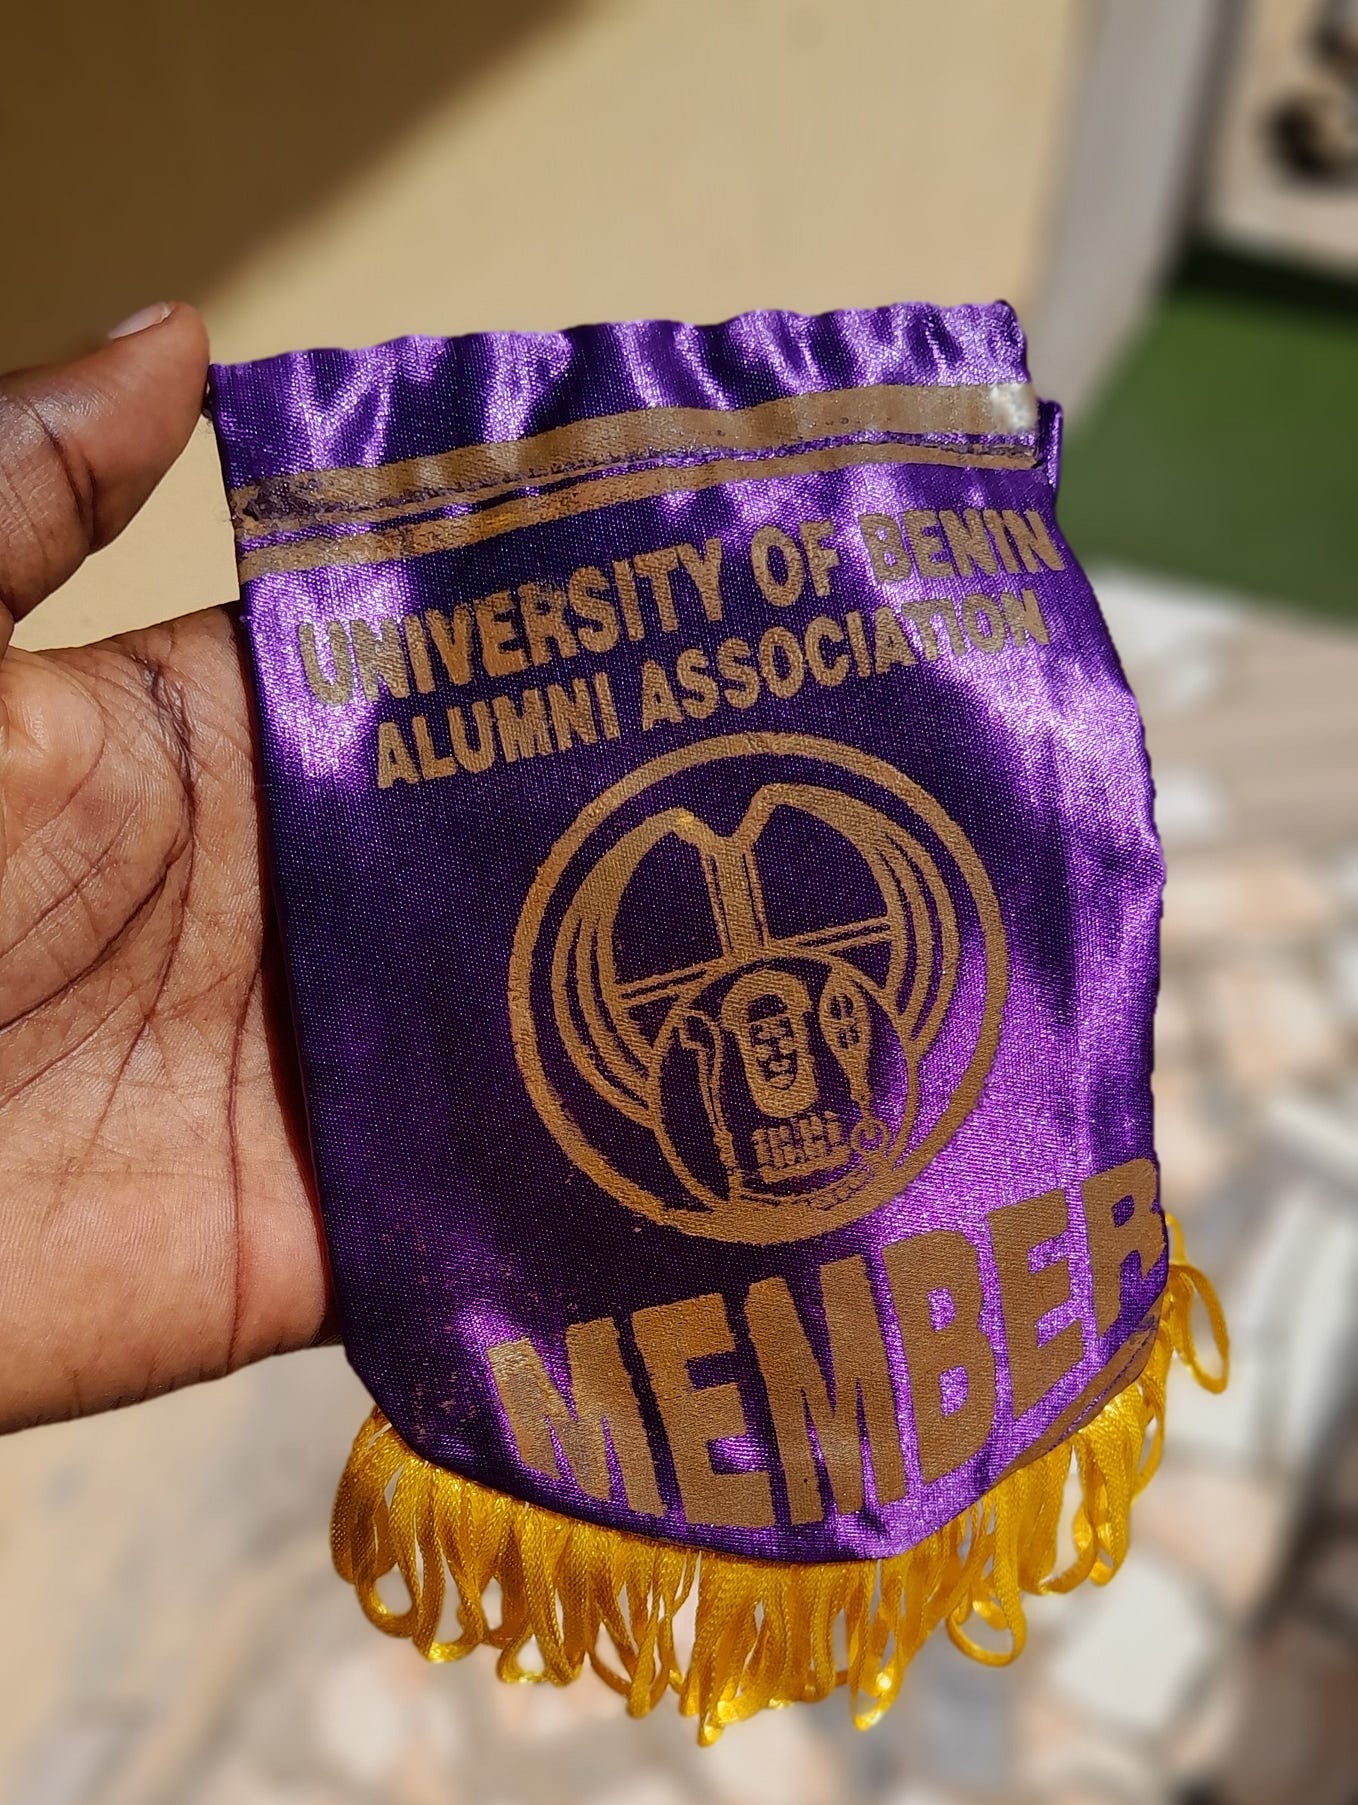 UNIVERSITY OF BENIN
ALUMNI ASSOCIATION
MEMBER